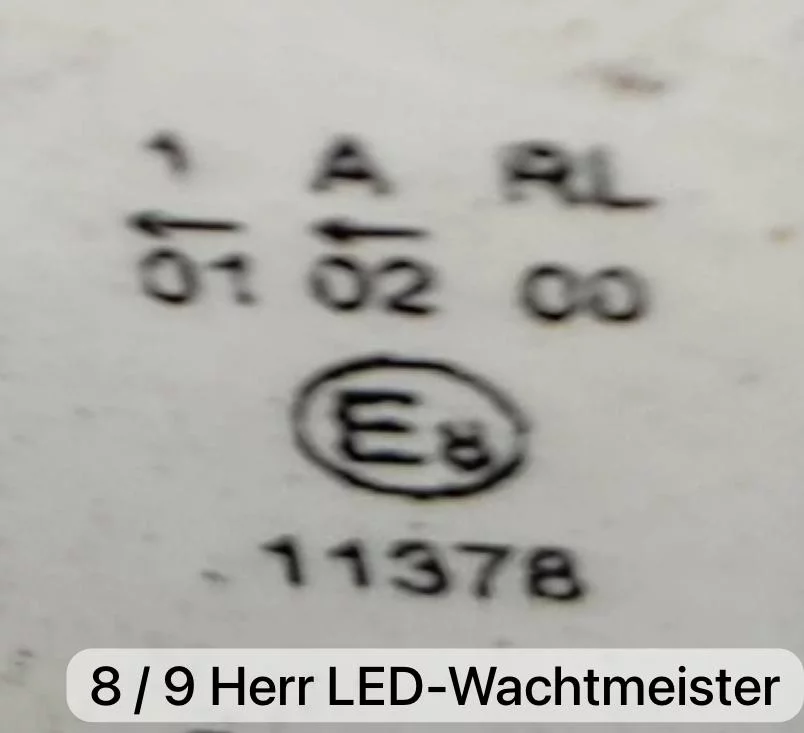 1 A RL
← ←
01 02 00
E8
11378
8 / 9 Herr LED-Wachtmeister